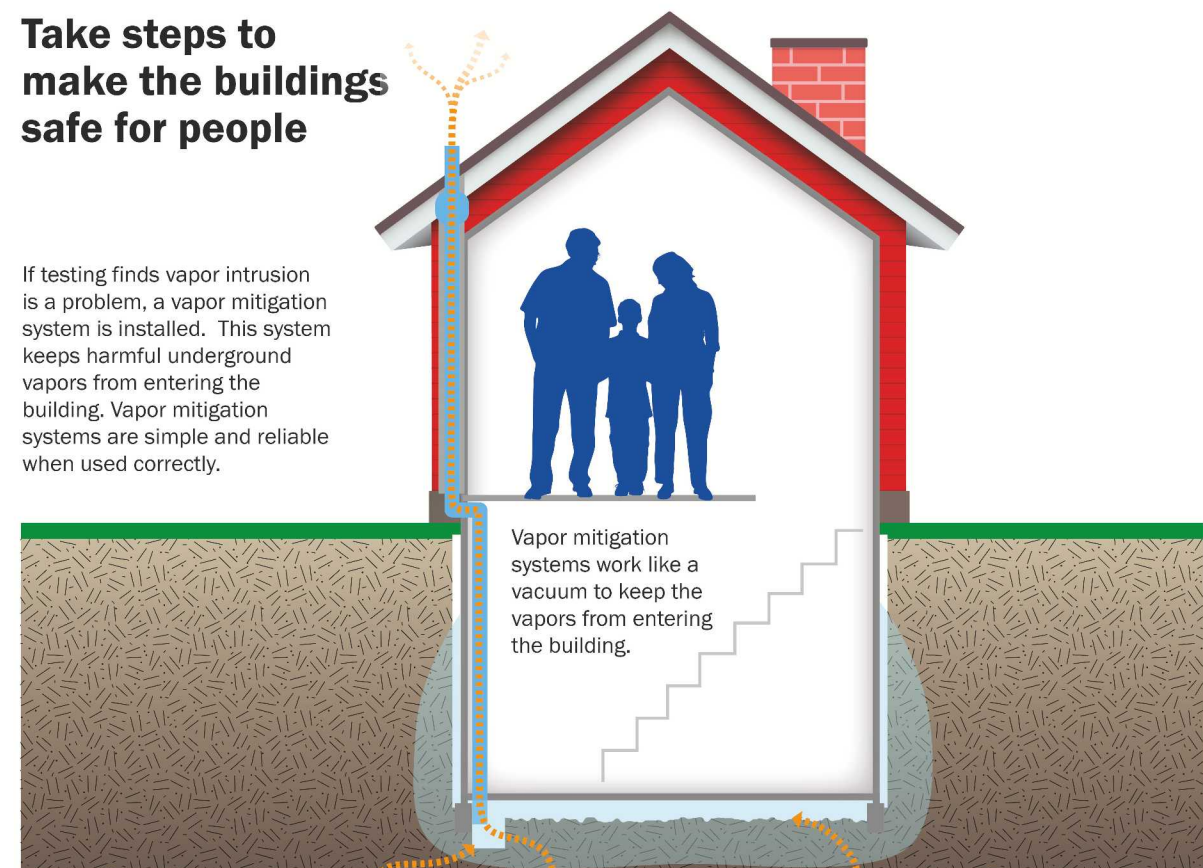 Take steps to
make the buildings
safe for people
If testing finds vapor intrusion
is a problem, a vapor mitigation
system is installed.  This system
keeps harmful underground
vapors from entering the
building. Vapor mitigation
systems are simple and reliable
when used correctly.
Vapor mitigation
systems work like a
vacuum to keep the
vapors from entering
the building.